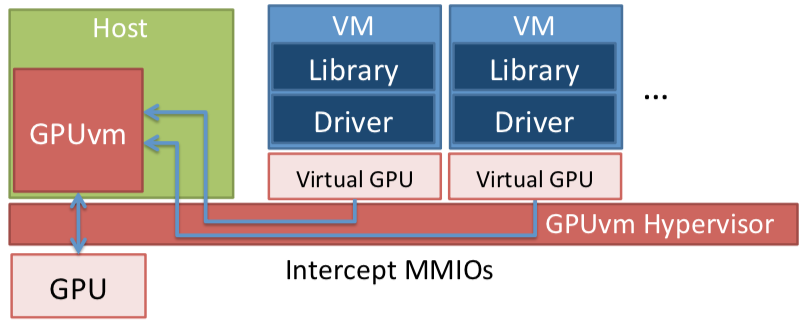 Host
GPUvm
VM
Library
Driver
Virtual GPU
VM
Library
Driver
Virtual GPU
...
GPUvm Hypervisor
GPU
Intercept MMIOs